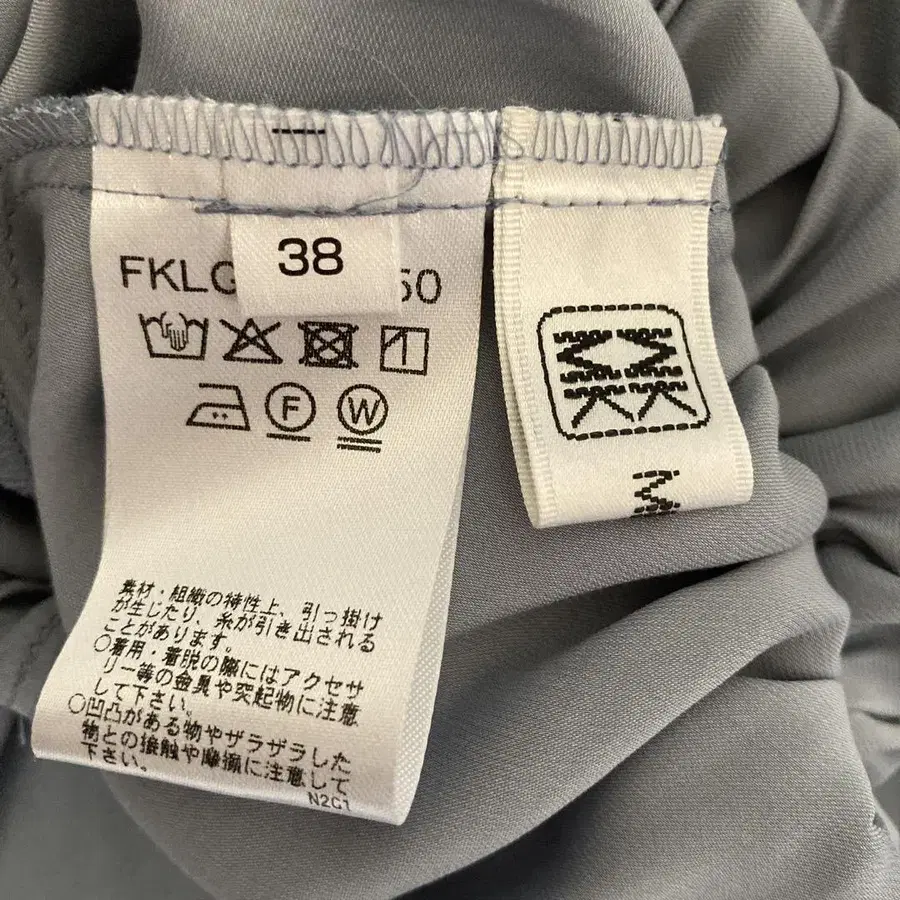 38
FKLG 50
F W
素材・組織の特性上、引っ掛け
が生じたり、糸が引き出される
ことがあります。
○着用・着脱の際にはアクセサ
リー等の金具や突起物に注意
して下さい。
○凹凸がある物やザラザラした
物との接触や摩擦に注意して
下さい。
N2C1